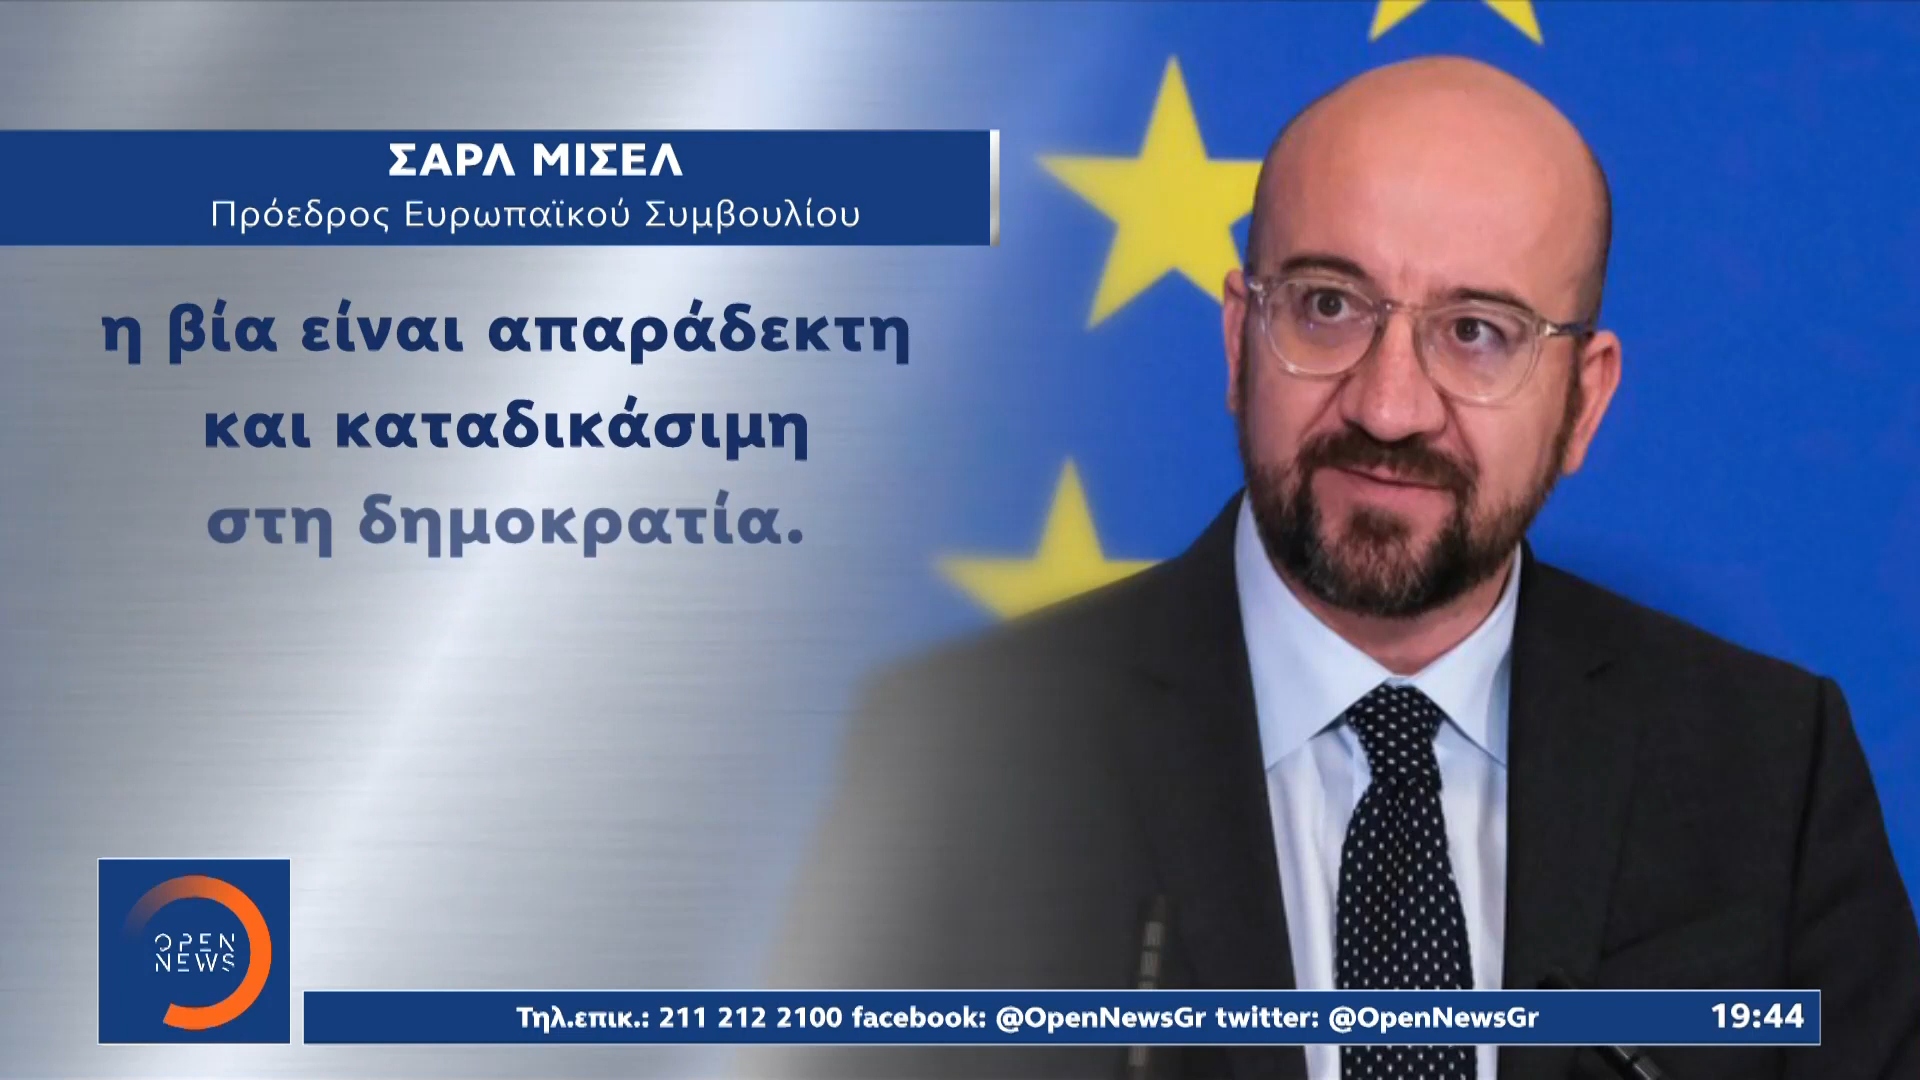 ΣΑΡΛ ΜΙΣΕΛ
Πρόεδρος Ευρωπαϊκού Συμβουλίου
η βία είναι απαράδεκτη
και καταδικάσιμη
στη δημοκρατία.
OPEN
NEWS
Τηλ.επικ.: 211 212 2100 facebook: @OpenNewsGr twitter: @OpenNewsGr
19:44